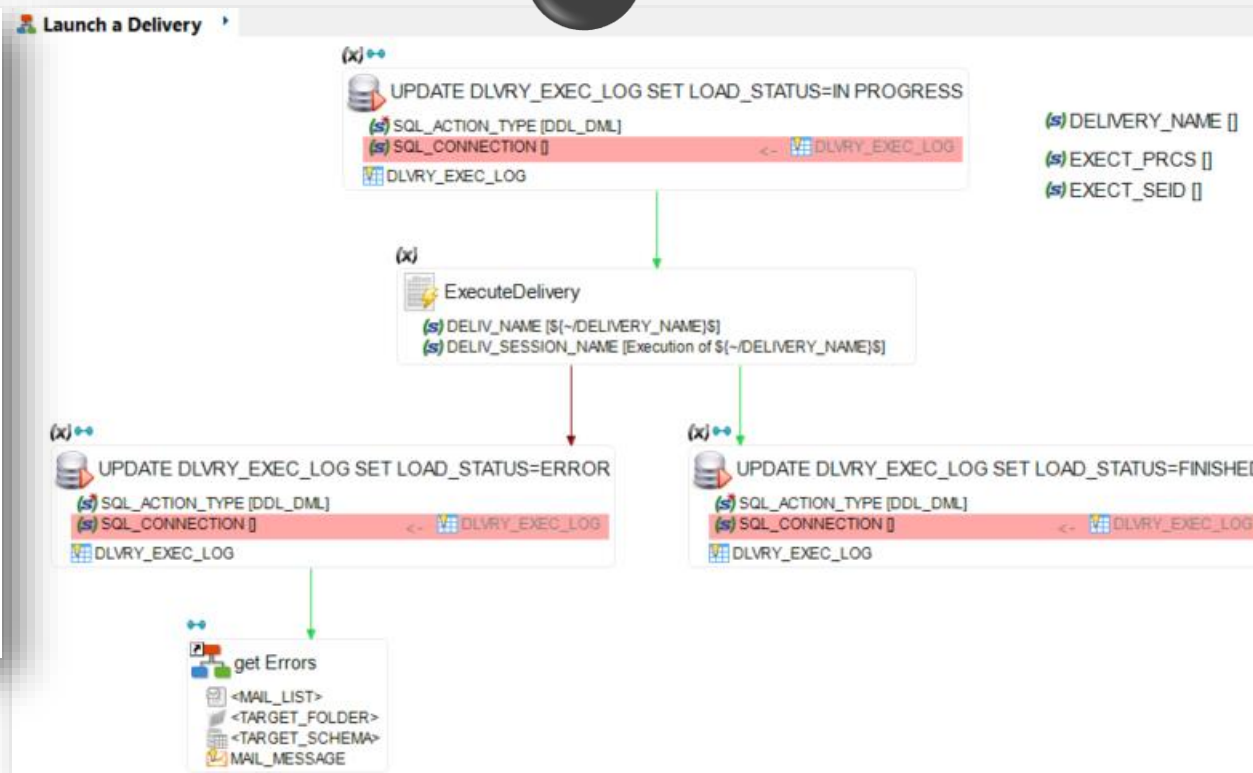 Launch a Delivery
(x)
UPDATE DLVRY_EXEC_LOG SET LOAD_STATUS=IN PROGRESS
(s) SQL_ACTION_TYPE [DDL_DML]
(s) SQL_CONNECTION [] <- DLVRY_EXEC_LOG
DLVRY_EXEC_LOG
(s) DELIVERY_NAME []
(s) EXECT_PRCS []
(s) EXECT_SEID []
(x)
ExecuteDelivery
(s) DELIV_NAME [${~/DELIVERY_NAME}$]
(s) DELIV_SESSION_NAME [Execution of ${~/DELIVERY_NAME}$]
(x)
UPDATE DLVRY_EXEC_LOG SET LOAD_STATUS=ERROR
(s) SQL_ACTION_TYPE [DDL_DML]
(s) SQL_CONNECTION [] <- DLVRY_EXEC_LOG
DLVRY_EXEC_LOG
(x)
UPDATE DLVRY_EXEC_LOG SET LOAD_STATUS=FINISHED
(s) SQL_ACTION_TYPE [DDL_DML]
(s) SQL_CONNECTION [] <- DLVRY_EXEC_LOG
DLVRY_EXEC_LOG
get Errors
<MAIL_LIST>
<TARGET_FOLDER>
<TARGET_SCHEMA>
MAIL_MESSAGE